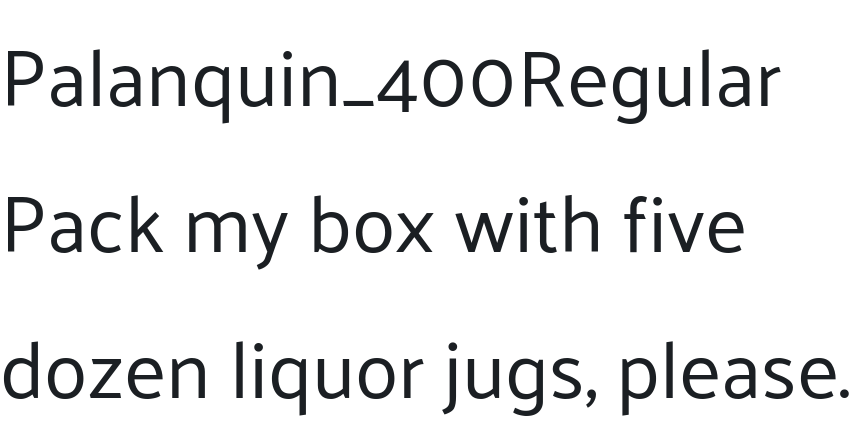 Palanquin_400Regular
Pack my box with five
dozen liquor jugs, please.